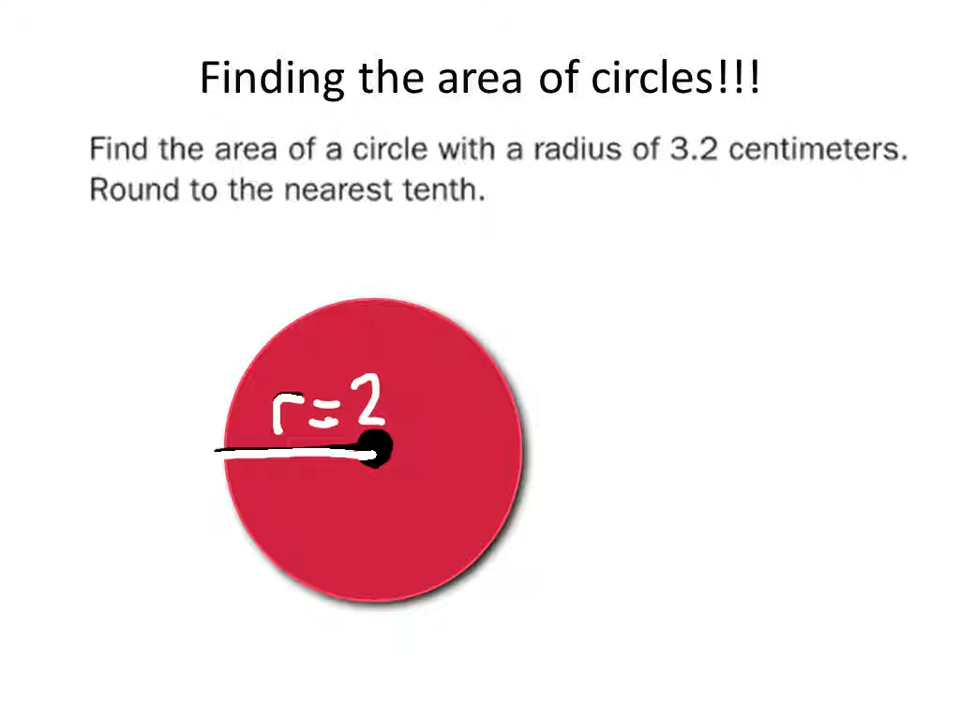 Finding the area of circles!!!
Find the area of a circle with a radius of 3.2 centimeters.
Round to the nearest tenth.
r=2